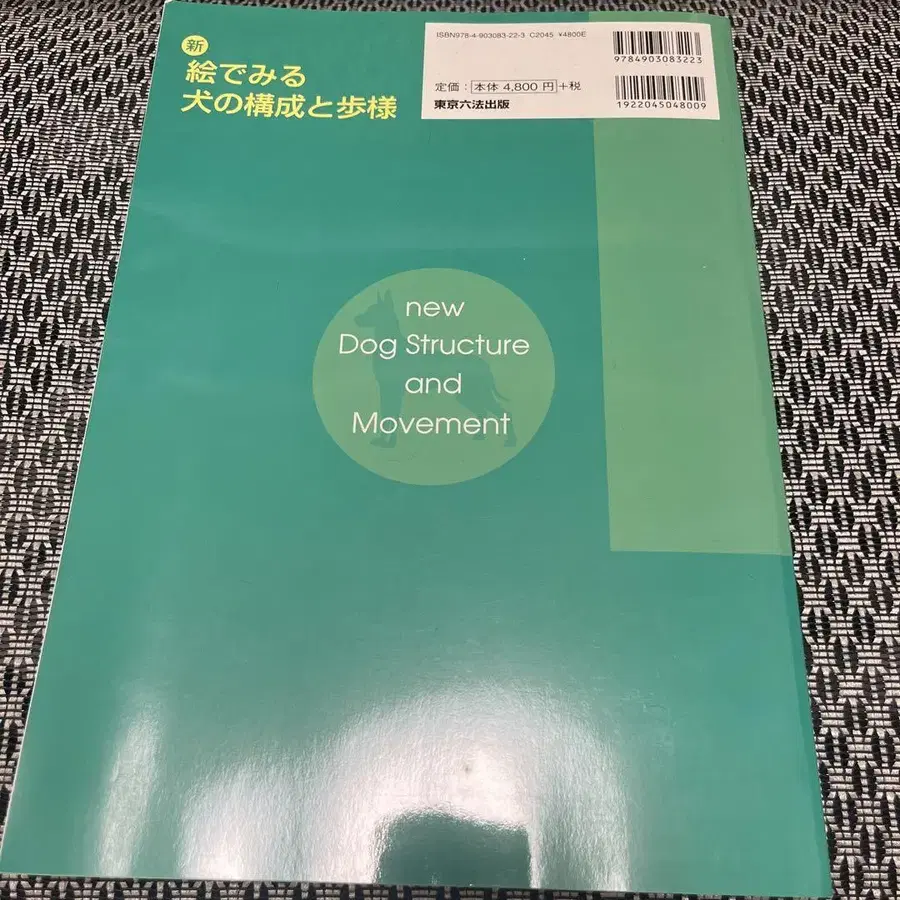 新
絵でみる
犬の構成と歩様
ISBN978-4-903083-22-3 C2045 ¥4800E
定価：本体 4,800 円+税
東京六法出版
9784903083223
1922045048009
new
Dog Structure
and
Movement